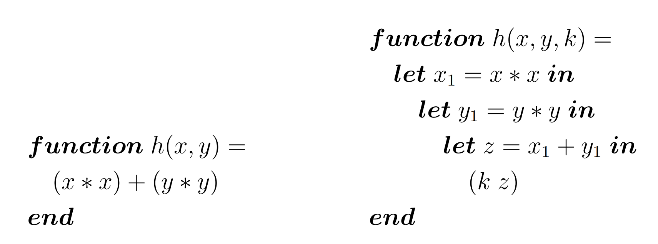 function h(x, y) =
(x ∗ x) + (y ∗ y)
end
function h(x, y, k) =
let x₁ = x ∗ x in
let y₁ = y ∗ y in
let z = x₁ + y₁ in
(k z)
end